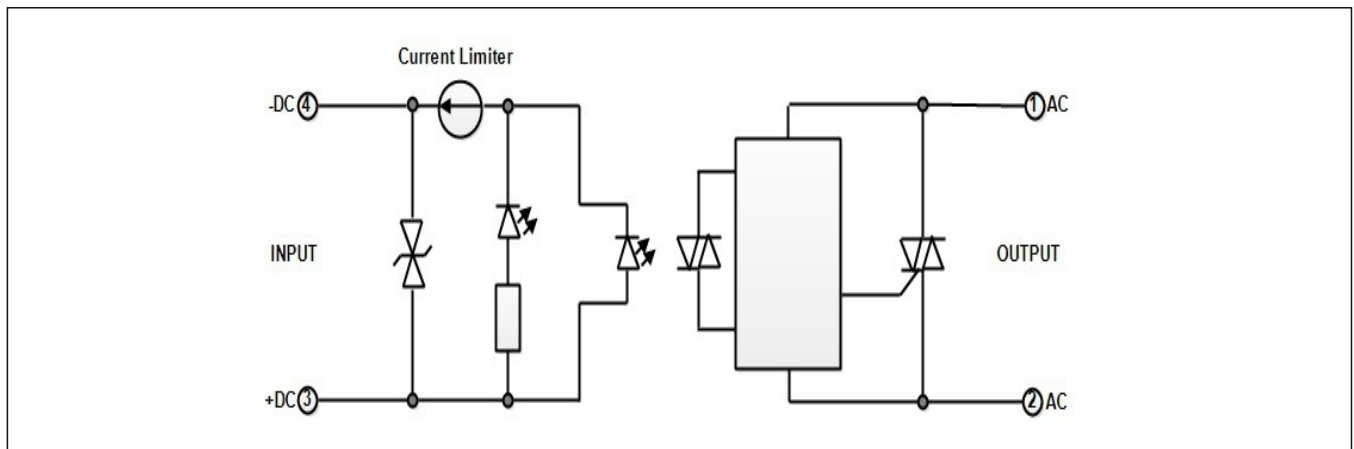 Current Limiter
-DC 4
1 AC
INPUT
OUTPUT
+DC 3
2 AC